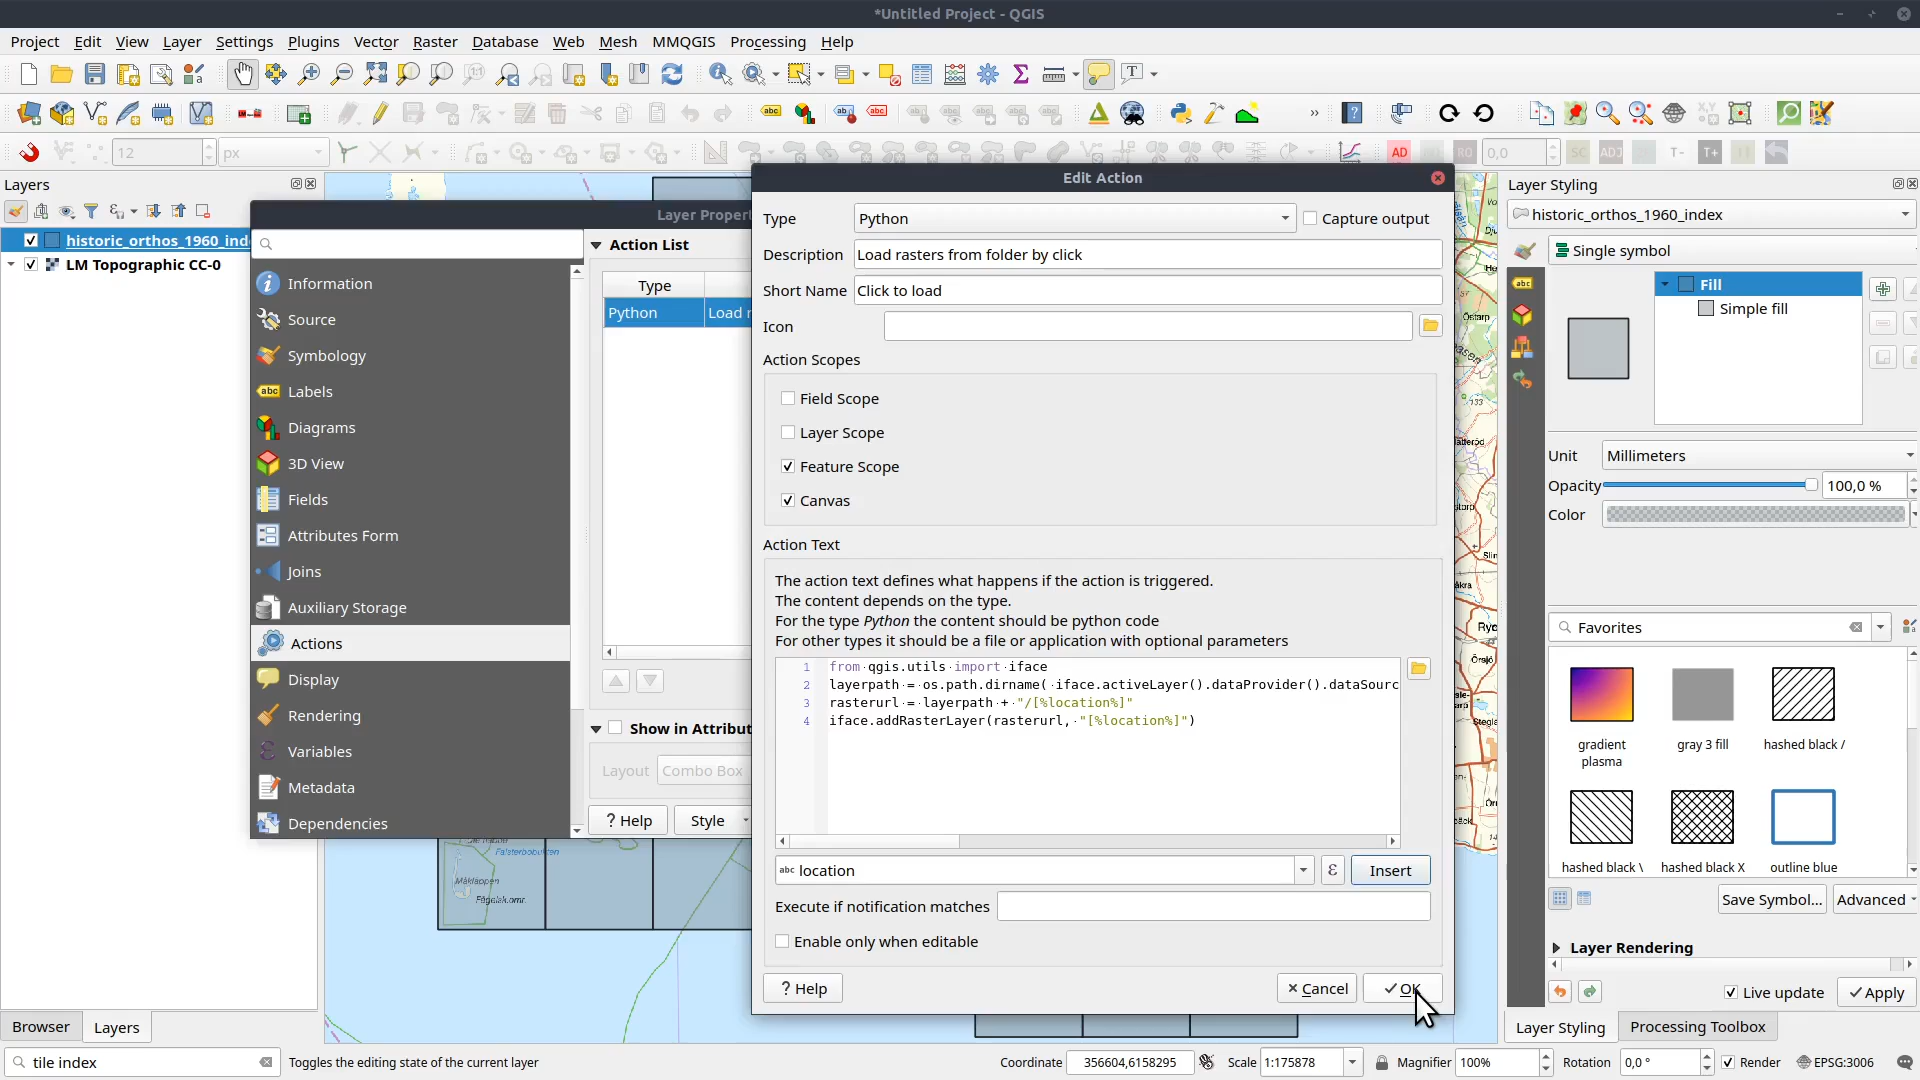 *Untitled Project - QGIS
Project Edit View Layer Settings Plugins Vector Raster Database Web Mesh MMQGIS Processing Help
12
px
0,0
Layers
historic_orthos_1960_ind
LM Topographic CC-0
Layer Propert
Information
Source
Symbology
Labels
Diagrams
3D View
Fields
Attributes Form
Joins
Auxiliary Storage
Actions
Display
Rendering
Variables
Metadata
Dependencies
Action List
Type
Python Load r
Show in Attribut
Layout Combo Box
? Help
Style
Edit Action
Type Python Capture output
Description Load rasters from folder by click
Short Name Click to load
Icon
Action Scopes
Field Scope
Layer Scope
Feature Scope
Canvas
Action Text
The action text defines what happens if the action is triggered.
The content depends on the type.
For the type Python the content should be python code
For other types it should be a file or application with optional parameters
1 from qgis.utils import iface
2 layerpath = os.path.dirname( iface.activeLayer().dataProvider().dataSourc
3 rasterurl = layerpath + "/[%location%]"
4 iface.addRasterLayer(rasterurl, "[%location%]")
abc location
ε
Insert
Execute if notification matches
Enable only when editable
? Help
Cancel
OK
Falsterbobukten
Måkläppen
Fågelsk.omr.
Layer Styling
historic_orthos_1960_index
Single symbol
Fill
Simple fill
Unit Millimeters
Opacity 100,0 %
Color
Favorites
gradient plasma
gray 3 fill
hashed black /
hashed black \
hashed black X
outline blue
Save Symbol...
Advanced
Layer Rendering
Live update
Apply
Browser
Layers
Layer Styling
Processing Toolbox
tile index
Toggles the editing state of the current layer
Coordinate 356604,6158295
Scale 1:175878
Magnifier 100%
Rotation 0,0 °
Render
EPSG:3006